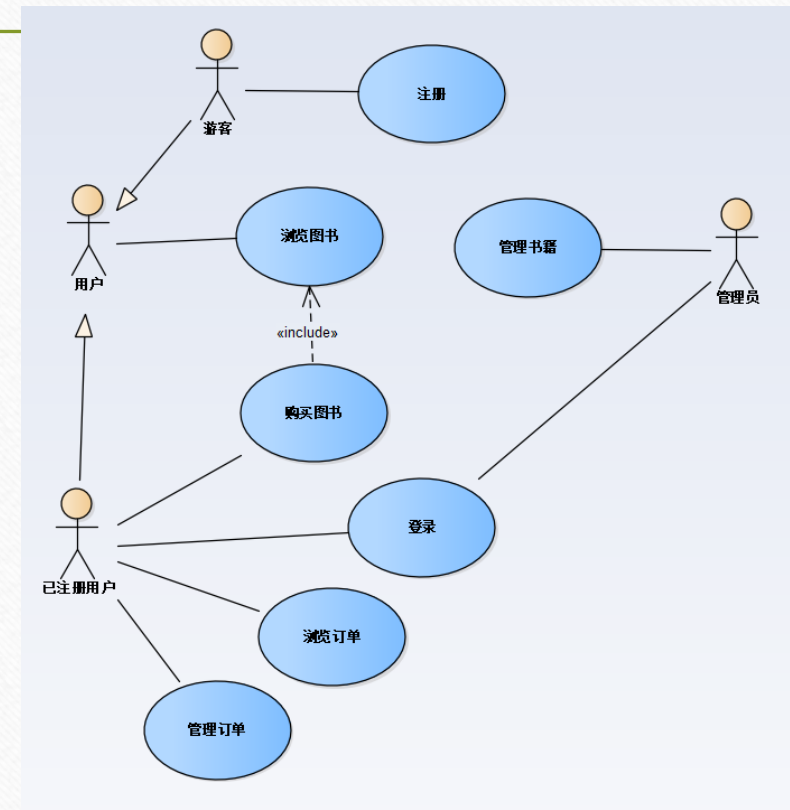 注册
游客
浏览图书
管理书籍
用户
管理员
«include»
购买图书
登录
已注册用户
浏览订单
管理订单